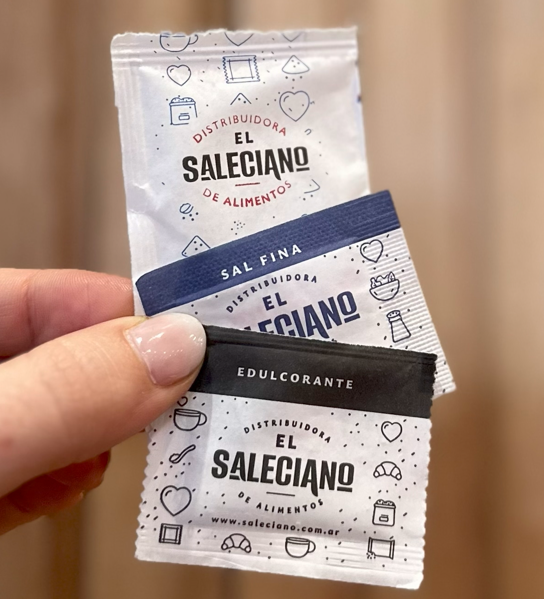 DISTRIBUIDORA
EL
SALECIANO
DE ALIMENTOS
SAL FINA
DISTRIBUIDORA
EL
EDULCORANTE
DISTRIBUIDORA
EL
SALECIANO
DE ALIMENTOS
www.saleciano.com.ar